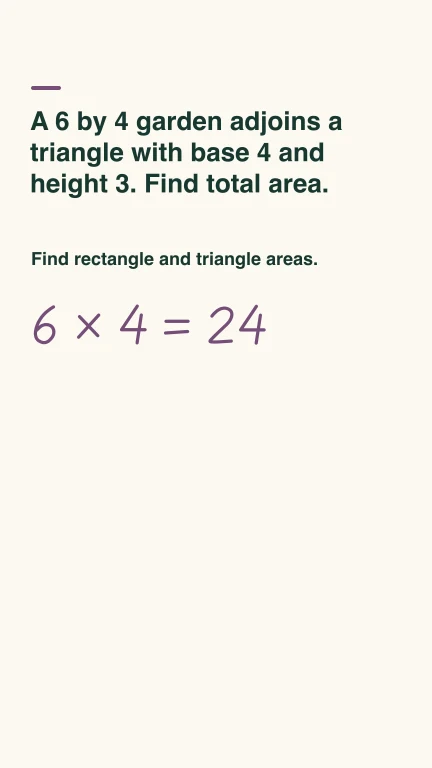 A 6 by 4 garden adjoins a
triangle with base 4 and
height 3. Find total area.
Find rectangle and triangle areas.
6 × 4 = 24